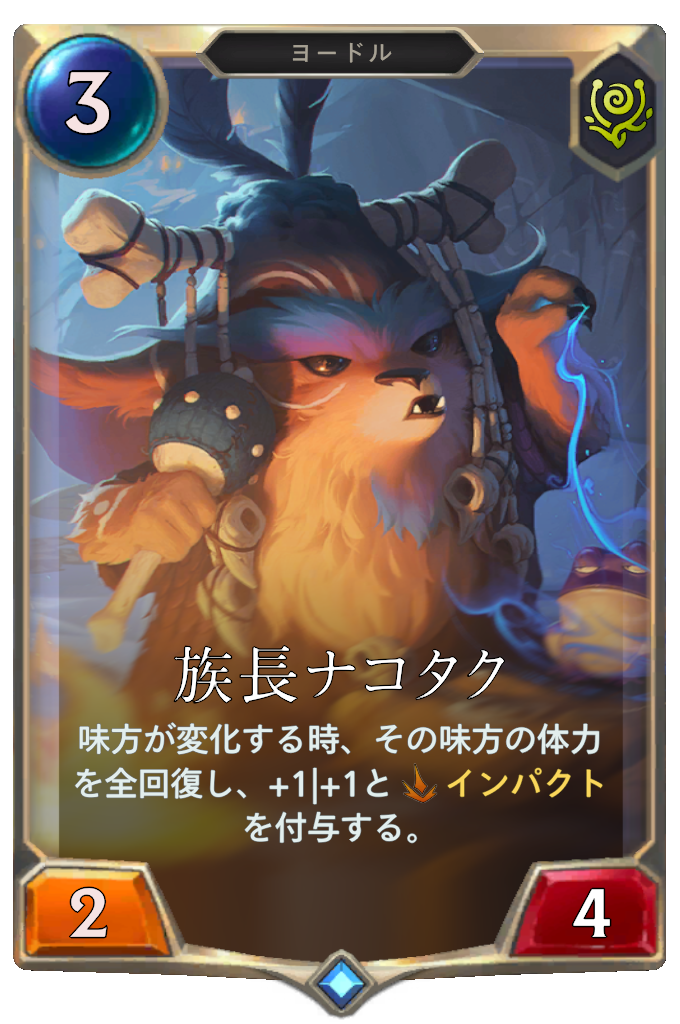 ヨードル
3
族長ナコタク
味方が変化する時、その味方の体力
を全回復し、+1|+1と インパクト
を付与する。
2
4